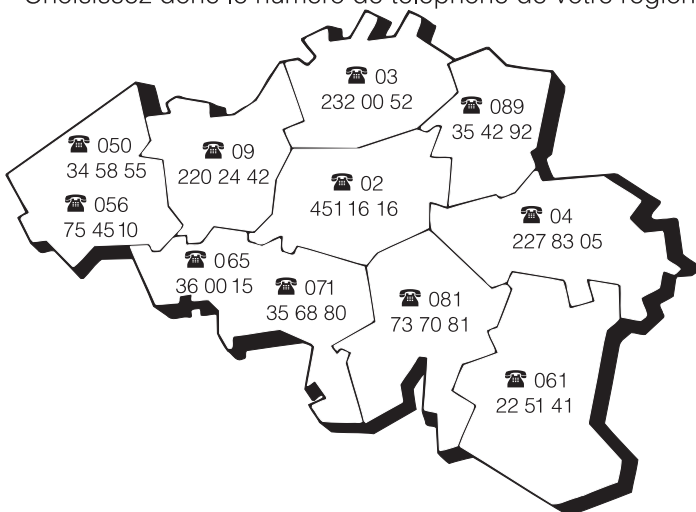 Choisissez donc le numéro de téléphone de votre région
☎ 03
232 00 52
☎ 089
35 42 92
☎ 050
34 58 55
☎ 09
220 24 42
☎ 056
75 45 10
☎ 02
451 16 16
☎ 04
227 83 05
☎ 065
36 00 15
☎ 071
35 68 80
☎ 081
73 70 81
☎ 061
22 51 41